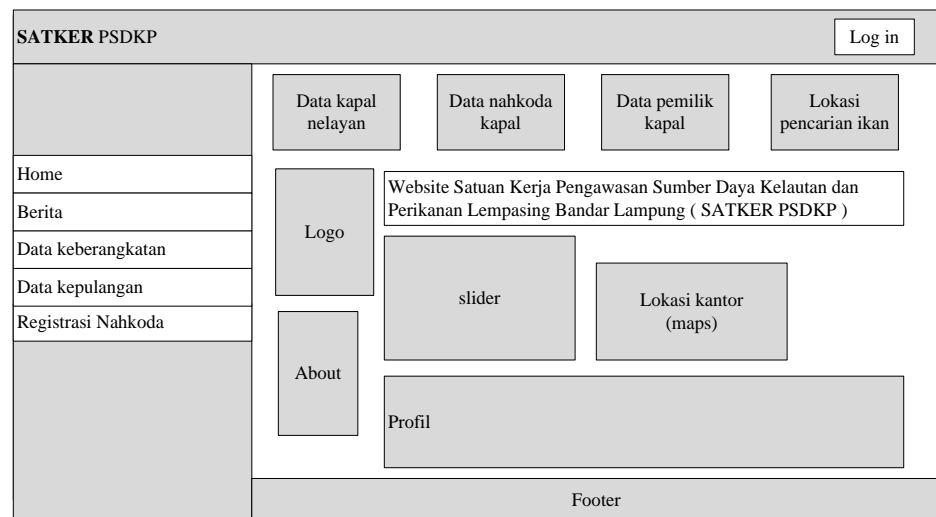 SATKER PSDKP
Log in
Data kapal
nelayan
Data nahkoda
kapal
Data pemilik
kapal
Lokasi
pencarian ikan
Home
Berita
Data keberangkatan
Data kepulangan
Registrasi Nahkoda
Logo
Website Satuan Kerja Pengawasan Sumber Daya Kelautan dan
Perikanan Lempasing Bandar Lampung ( SATKER PSDKP )
slider
Lokasi kantor
(maps)
About
Profil
Footer